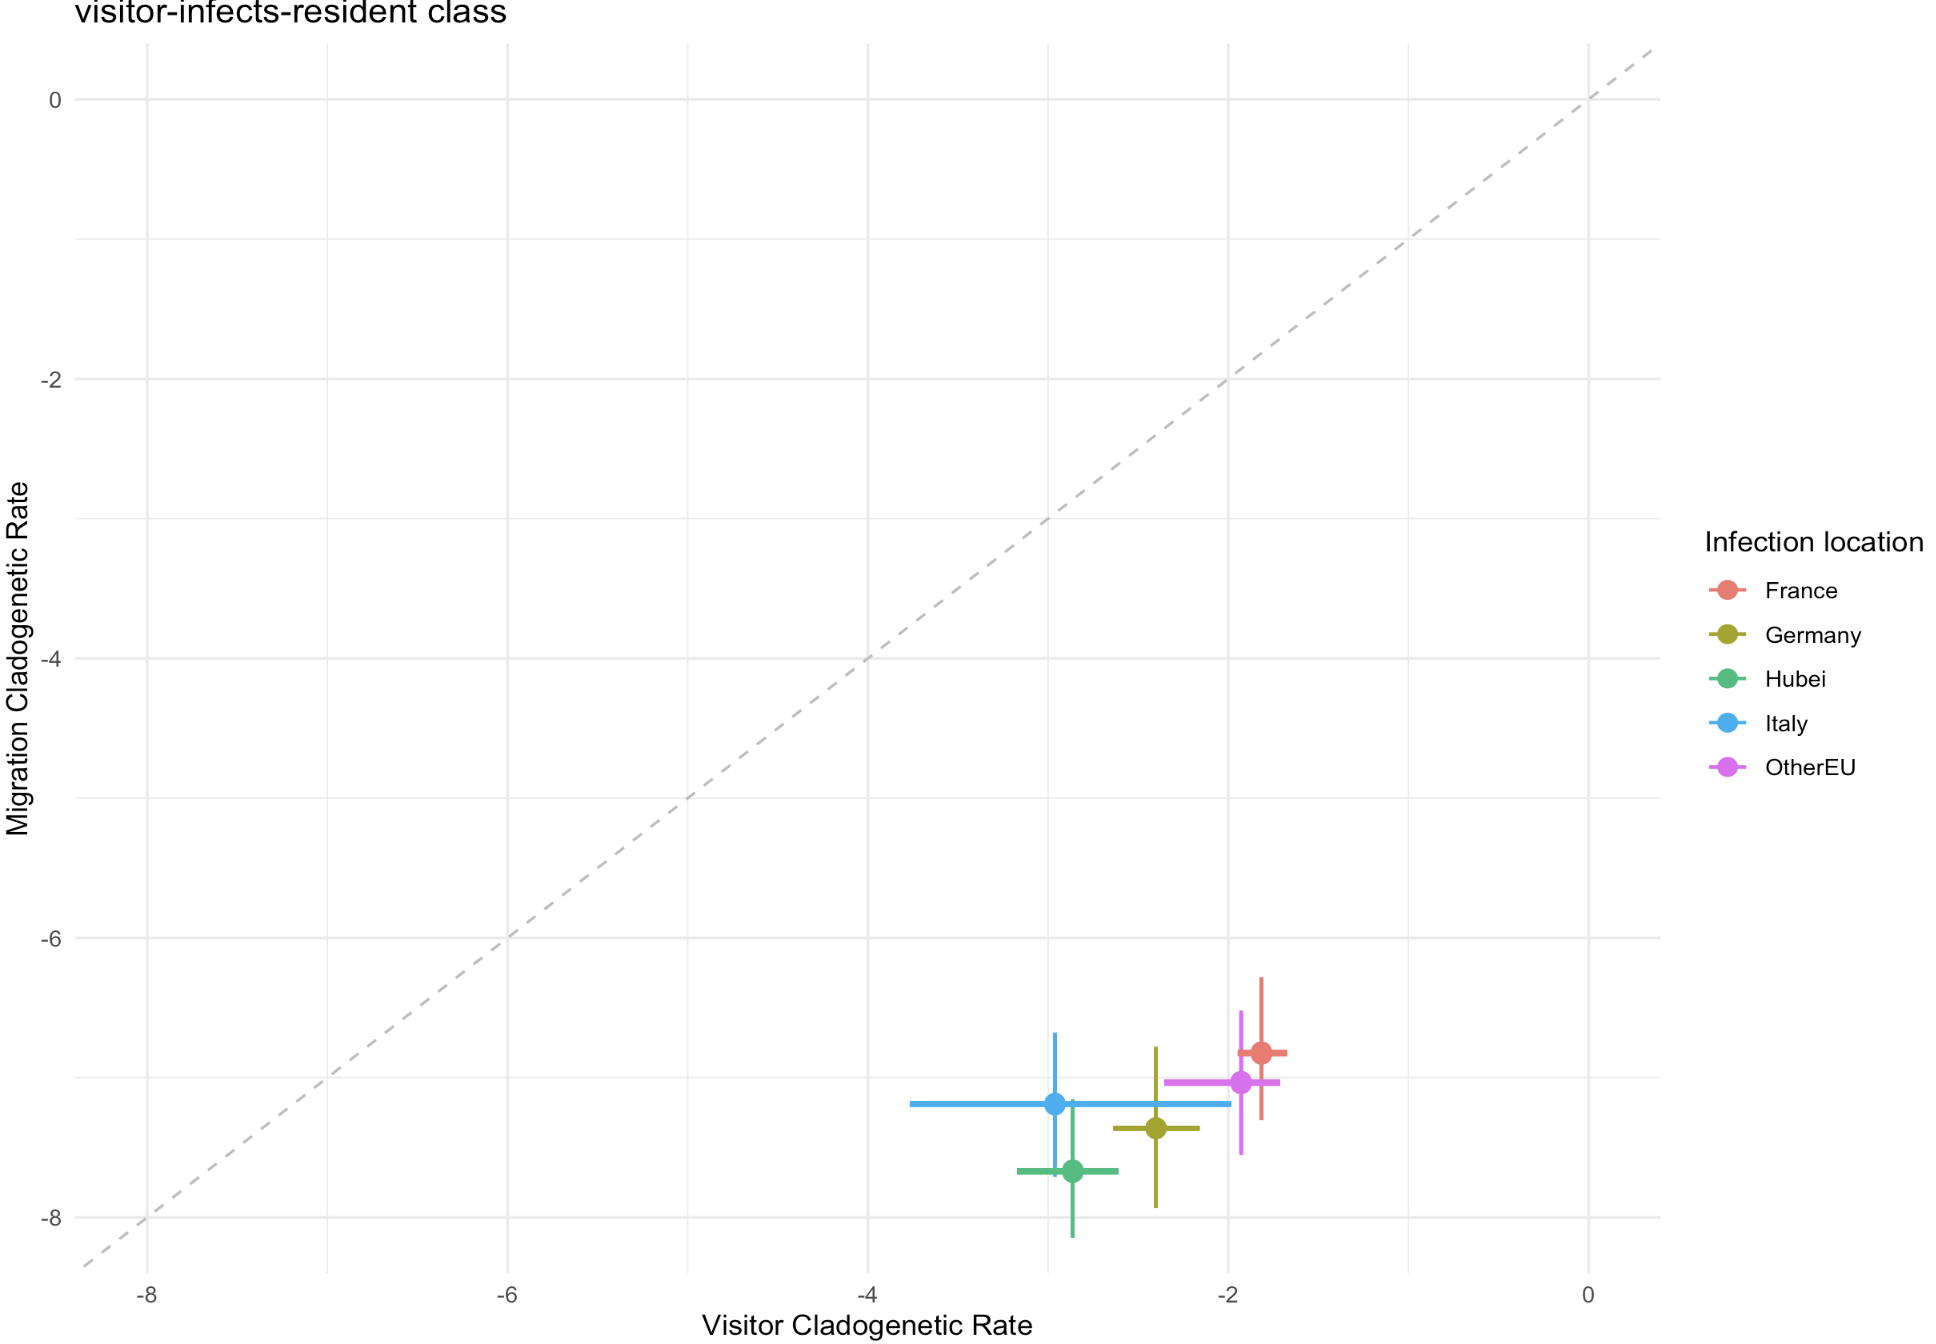 visitor-infects-resident class
0
-2
-4
-6
-8
Migration Cladogenetic Rate
-8 -6 -4 -2 0
Visitor Cladogenetic Rate
Infection location
France
Germany
Hubei
Italy
OtherEU